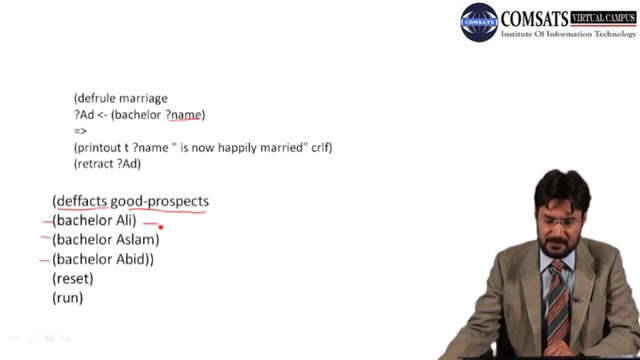 COMSATS VIRTUAL CAMPUS
Institute Of Information Technology
(defrule marriage
?Ad <- (bachelor ?name)
=>
(printout t ?name " is now happily married" crlf)
(retract ?Ad)
(deffacts good-prospects
(bachelor Ali)
(bachelor Aslam)
(bachelor Abid))
(reset)
(run)